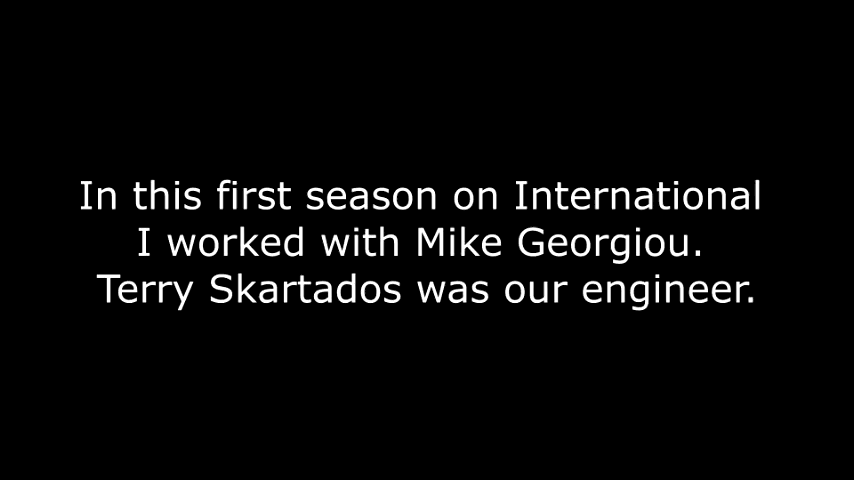 In this first season on International
I worked with Mike Georgiou.
Terry Skartados was our engineer.